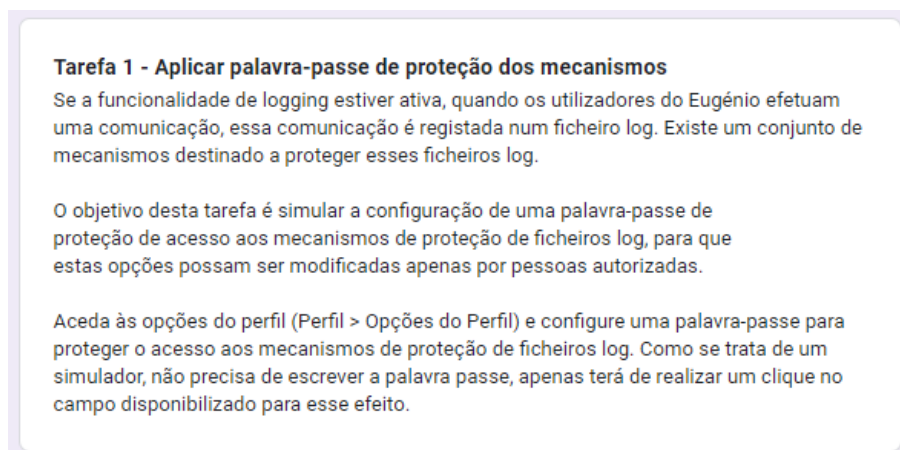 Tarefa 1 - Aplicar palavra-passe de proteção dos mecanismos
Se a funcionalidade de logging estiver ativa, quando os utilizadores do Eugénio efetuam
uma comunicação, essa comunicação é registada num ficheiro log. Existe um conjunto de
mecanismos destinado a proteger esses ficheiros log.
O objetivo desta tarefa é simular a configuração de uma palavra-passe de
proteção de acesso aos mecanismos de proteção de ficheiros log, para que
estas opções possam ser modificadas apenas por pessoas autorizadas.
Aceda às opções do perfil (Perfil > Opções do Perfil) e configure uma palavra-passe para
proteger o acesso aos mecanismos de proteção de ficheiros log. Como se trata de um
simulador, não precisa de escrever a palavra passe, apenas terá de realizar um clique no
campo disponibilizado para esse efeito.